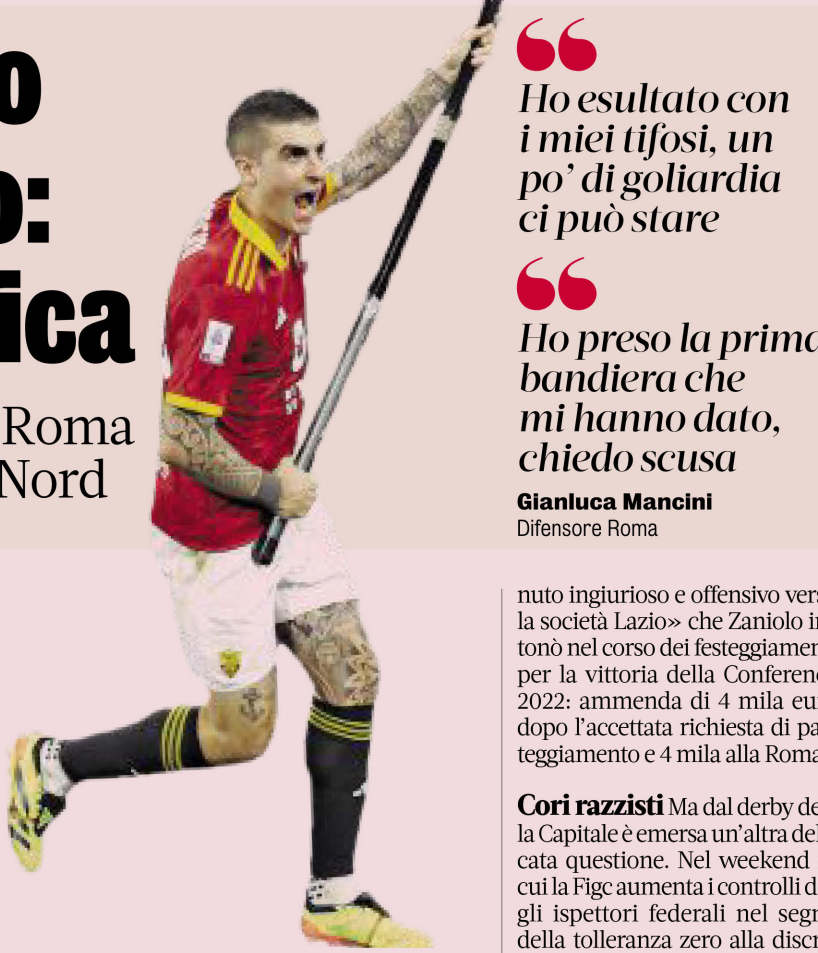 o
o:
ica
Roma
Nord
Ho esultato con
i miei tifosi, un
po’ di goliardia
ci può stare
Ho preso la prima
bandiera che
mi hanno dato,
chiedo scusa
Gianluca Mancini
Difensore Roma
nuto ingiurioso e offensivo vers
la società Lazio» che Zaniolo in
tonò nel corso dei festeggiamen
per la vittoria della Conferenc
2022: ammenda di 4 mila eur
dopo l’accettata richiesta di pa
teggiamento e 4 mila alla Roma
Cori razzisti Ma dal derby de
la Capitale è emersa un’altra del
cata questione. Nel weekend
cui la Figc aumenta i controlli d
gli ispettori federali nel segn
della tolleranza zero alla discr